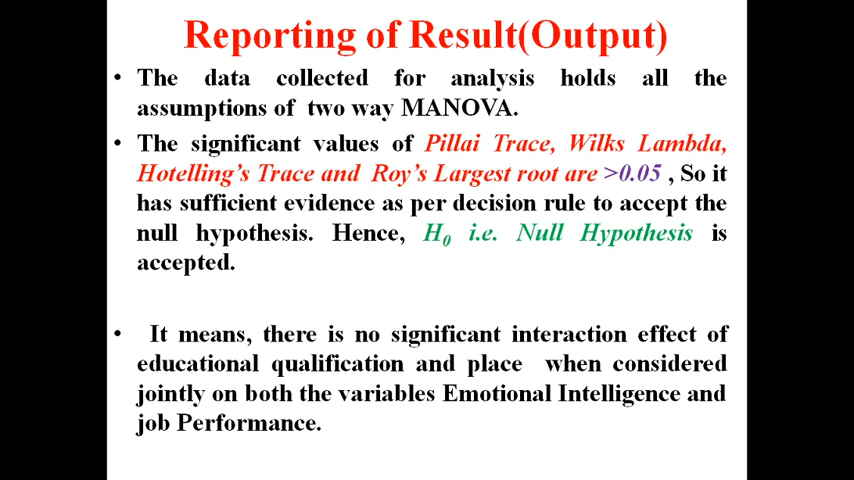 Reporting of Result(Output)
• The data collected for analysis holds all the
assumptions of two way MANOVA.
• The significant values of Pillai Trace, Wilks Lambda,
Hotelling’s Trace and Roy’s Largest root are >0.05 , So it
has sufficient evidence as per decision rule to accept the
null hypothesis. Hence, H0 i.e. Null Hypothesis is
accepted.
• It means, there is no significant interaction effect of
educational qualification and place when considered
jointly on both the variables Emotional Intelligence and
job Performance.